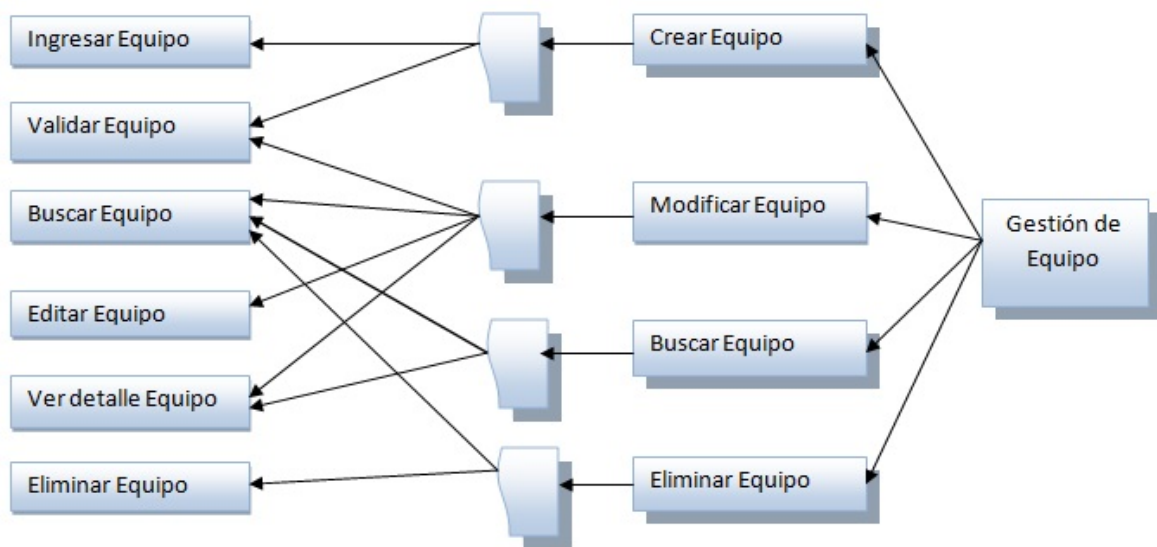 Ingresar Equipo
Validar Equipo
Buscar Equipo
Editar Equipo
Ver detalle Equipo
Eliminar Equipo
Crear Equipo
Modificar Equipo
Buscar Equipo
Eliminar Equipo
Gestión de
Equipo